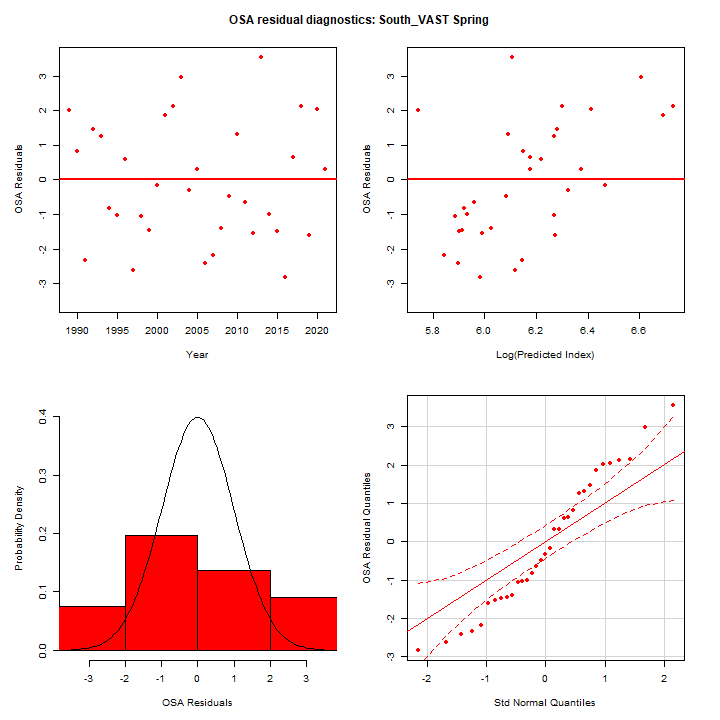 OSA residual diagnostics: South_VAST Spring
OSA Residuals
3
2
1
0
-1
-2
-3
1990 1995 2000 2005 2010 2015 2020
Year
OSA Residuals
3
2
1
0
-1
-2
-3
5.8 6.0 6.2 6.4 6.6
Log(Predicted Index)
Probability Density
0.4
0.3
0.2
0.1
0.0
-3 -2 -1 0 1 2 3
OSA Residuals
OSA Residual Quantiles
3
2
1
0
-1
-2
-3
-2 -1 0 1 2
Std Normal Quantiles